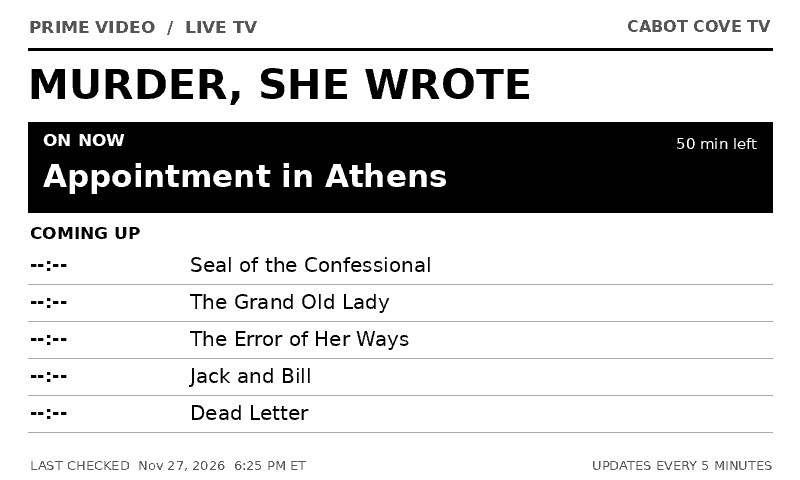 PRIME VIDEO / LIVE TV
CABOT COVE TV
MURDER, SHE WROTE
ON NOW
50 min left
Appointment in Athens
COMING UP
--:-- Seal of the Confessional
--:-- The Grand Old Lady
--:-- The Error of Her Ways
--:-- Jack and Bill
--:-- Dead Letter
LAST CHECKED Nov 27, 2026 6:25 PM ET
UPDATES EVERY 5 MINUTES